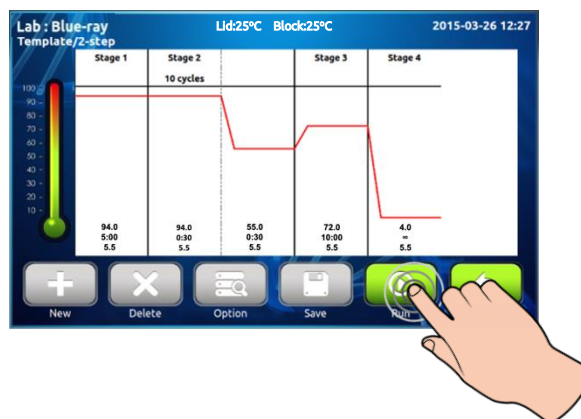 Lab : Blue-ray Lid:25°C Block:25°C 2015-03-26 12:27
Template/2-step
Stage 1 Stage 2 Stage 3 Stage 4
10 cycles
100
90
80
70
60
50
40
30
20
10
94.0 94.0 55.0 72.0 4.0
5:00 0:30 0:30 10:00 ∞
5.5 5.5 5.5 5.5 5.5
New Delete Option Save Run